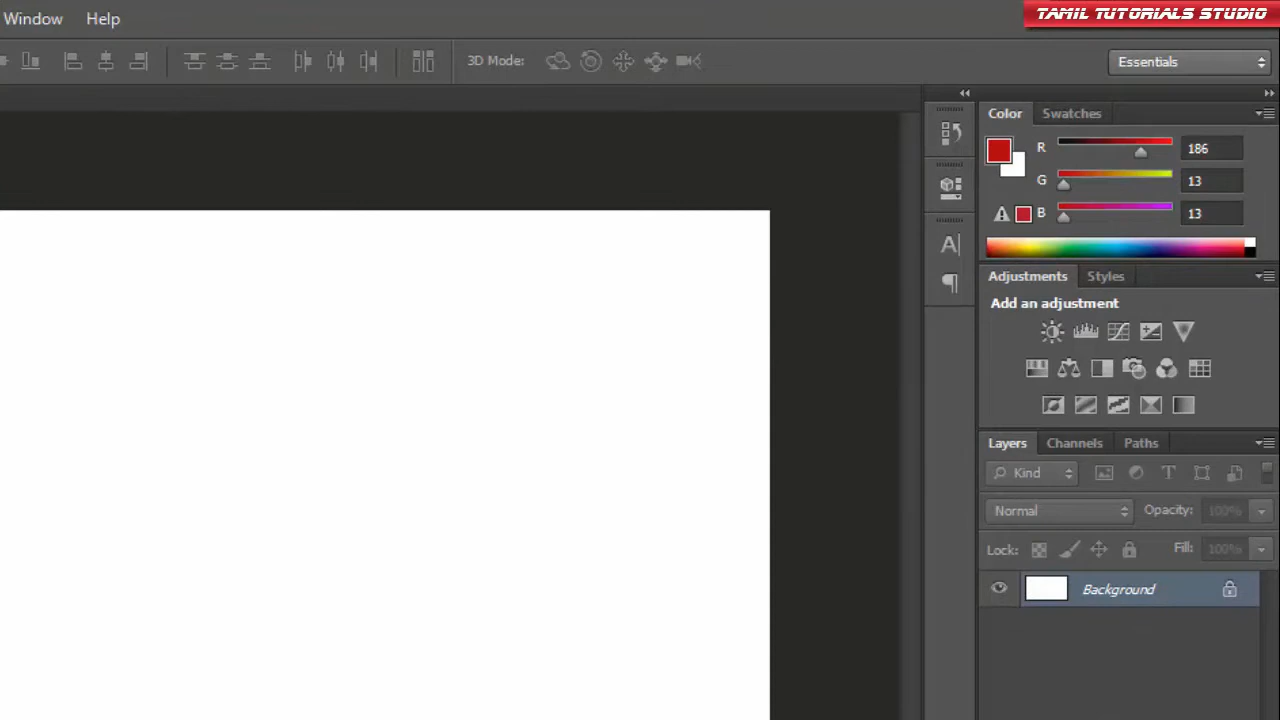 TAMIL TUTORIALS STUDIO
Window Help
3D Mode:
Essentials
Color Swatches
R 186
G 13
B 13
A
Adjustments Styles
Add an adjustment
Layers Channels Paths
Kind T
Normal Opacity: 100%
Lock: Fill: 100%
Background